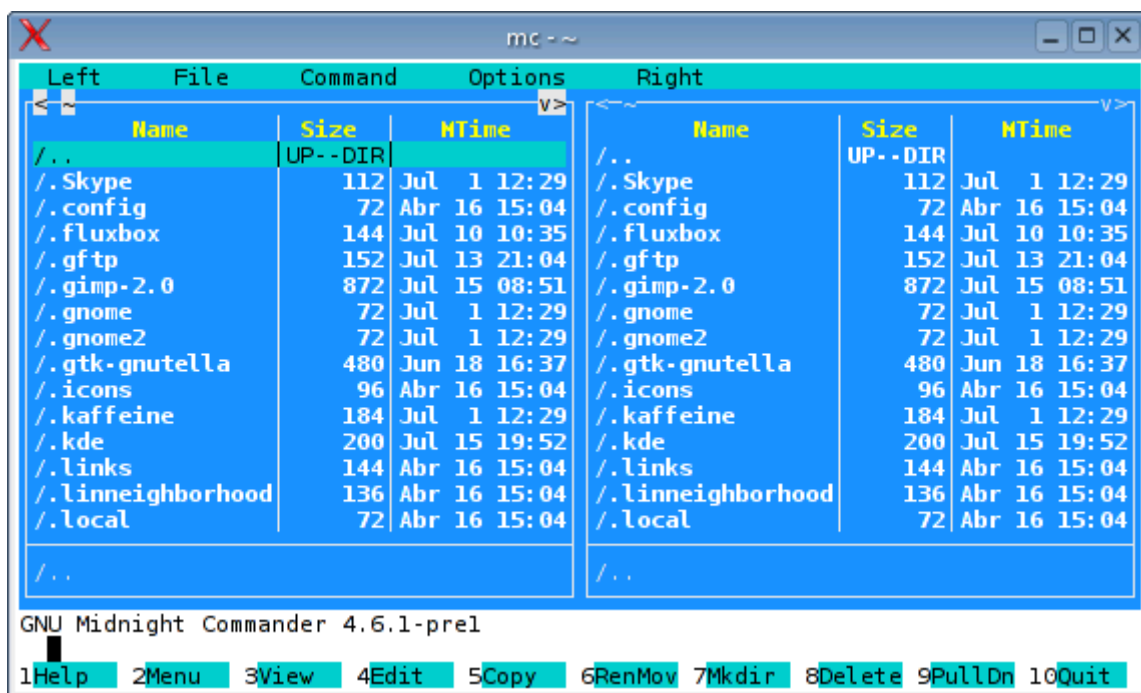 mc - ~
Left File Command Options Right
< ~ v> <~ v>
Name Size MTime Name Size MTime
/.. UP--DIR /.. UP--DIR
/.Skype 112 Jul 1 12:29 /.Skype 112 Jul 1 12:29
/.config 72 Abr 16 15:04 /.config 72 Abr 16 15:04
/.fluxbox 144 Jul 10 10:35 /.fluxbox 144 Jul 10 10:35
/.gftp 152 Jul 13 21:04 /.gftp 152 Jul 13 21:04
/.gimp-2.0 872 Jul 15 08:51 /.gimp-2.0 872 Jul 15 08:51
/.gnome 72 Jul 1 12:29 /.gnome 72 Jul 1 12:29
/.gnome2 72 Jul 1 12:29 /.gnome2 72 Jul 1 12:29
/.gtk-gnutella 480 Jun 18 16:37 /.gtk-gnutella 480 Jun 18 16:37
/.icons 96 Abr 16 15:04 /.icons 96 Abr 16 15:04
/.kaffeine 184 Jul 1 12:29 /.kaffeine 184 Jul 1 12:29
/.kde 200 Jul 15 19:52 /.kde 200 Jul 15 19:52
/.links 144 Abr 16 15:04 /.links 144 Abr 16 15:04
/.linneighborhood 136 Abr 16 15:04 /.linneighborhood 136 Abr 16 15:04
/.local 72 Abr 16 15:04 /.local 72 Abr 16 15:04
/.. /..
GNU Midnight Commander 4.6.1-pre1
1Help 2Menu 3View 4Edit 5Copy 6RenMov 7Mkdir 8Delete 9PullDn 10Quit